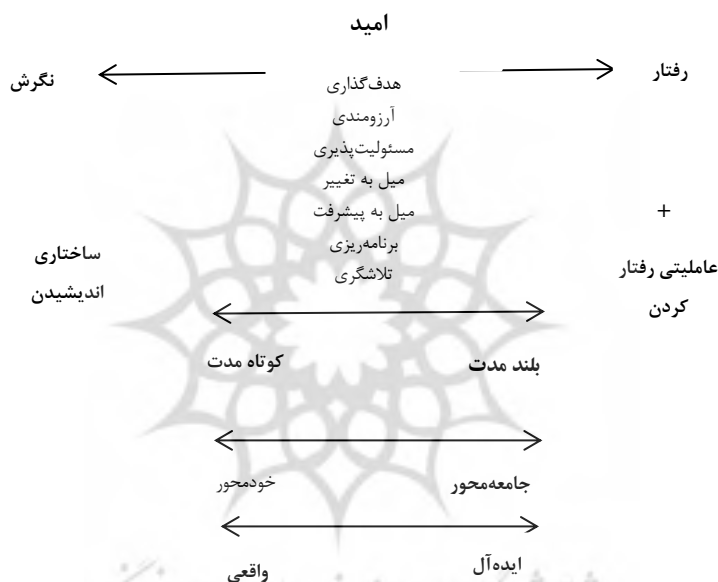 امید
رفتار
نگرش
هدف‌گذاری
آرزومندی
مسئولیت‌پذیری
میل به تغییر
میل به پیشرفت
برنامه‌ریزی
تلاشگری
+
عاملیتی رفتار
کردن
ساختاری
اندیشیدن
بلند مدت
کوتاه مدت
جامعه‌محور
خودمحور
ایده‌آل
واقعی